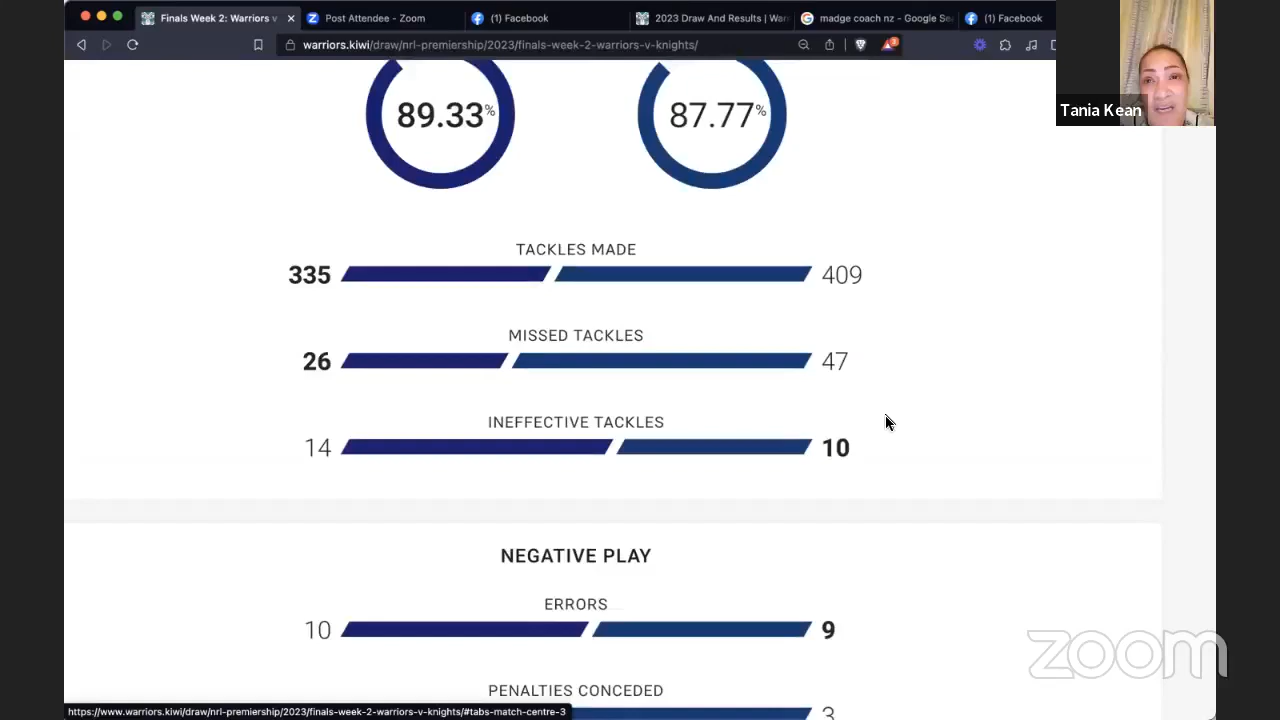 Finals Week 2: Warriors v
Post Attendee - Zoom
(1) Facebook
2023 Draw And Results | Warr
madge coach nz - Google Sea
(1) Facebook
warriors.kiwi/draw/nrl-premiership/2023/finals-week-2-warriors-v-knights/
3
Tania Kean
89.33%
87.77%
TACKLES MADE
335
409
MISSED TACKLES
26
47
INEFFECTIVE TACKLES
14
10
NEGATIVE PLAY
ERRORS
10
9
zoom
PENALTIES CONCEDED
3
https://www.warriors.kiwi/draw/nrl-premiership/2023/finals-week-2-warriors-v-knights/#tabs-match-centre-3